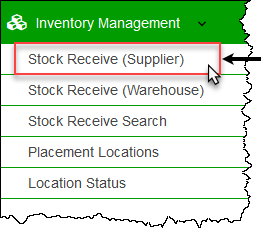 Inventory Management
Stock Receive (Supplier)
Stock Receive (Warehouse)
Stock Receive Search
Placement Locations
Location Status